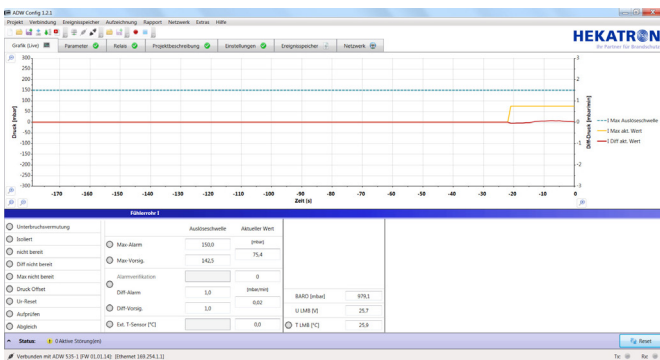 ADW Config 1.2.1
Projekt Verbindung Ereignisspeicher Aufzeichnung Rapport Netzwerk Extras Hilfe
HEKATRON
Ihr Partner für Brandschutz
Grafik (Live) Parameter Relais Projektbeschreibung Einstellungen Ereignisspeicher Netzwerk
Druck [mbar]
300
250
200
150
100
50
0
-50
-100
-150
-200
-250
-300
3
2
1
0
-1
-2
-3
Diff-Druck [mbar/min]
I Max Auslöseschwelle
I Max akt. Wert
I Diff akt. Wert
-170 -160 -150 -140 -130 -120 -110 -100 -90 -80 -70 -60 -50 -40 -30 -20 -10 0
Zeit [s]
Fühlerrohr I
Unterbruchsvermutung
Isoliert
nicht bereit
Diff nicht bereit
Max nicht bereit
Druck Offset
Ur-Reset
Aufprüfen
Abgleich
Auslöseschwelle Aktueller Wert
Max-Alarm 150,0 [mbar]
Max-Vorsig. 142,5 75,4
Alarmverifikation 0
Diff-Alarm 1,0 [mbar/min]
Diff-Vorsig. 1,0 0,02
Ext. T-Sensor [°C] 0,0
BARO [mbar] 979,1
U LMB [V] 25,7
T LMB [°C] 25,9
Status: 0 Aktive Störung(en) Reset
Verbunden mit ADW 535-1 [FW 01.01.14]: [Ethernet 169.254.1.1] Tx: Rx: